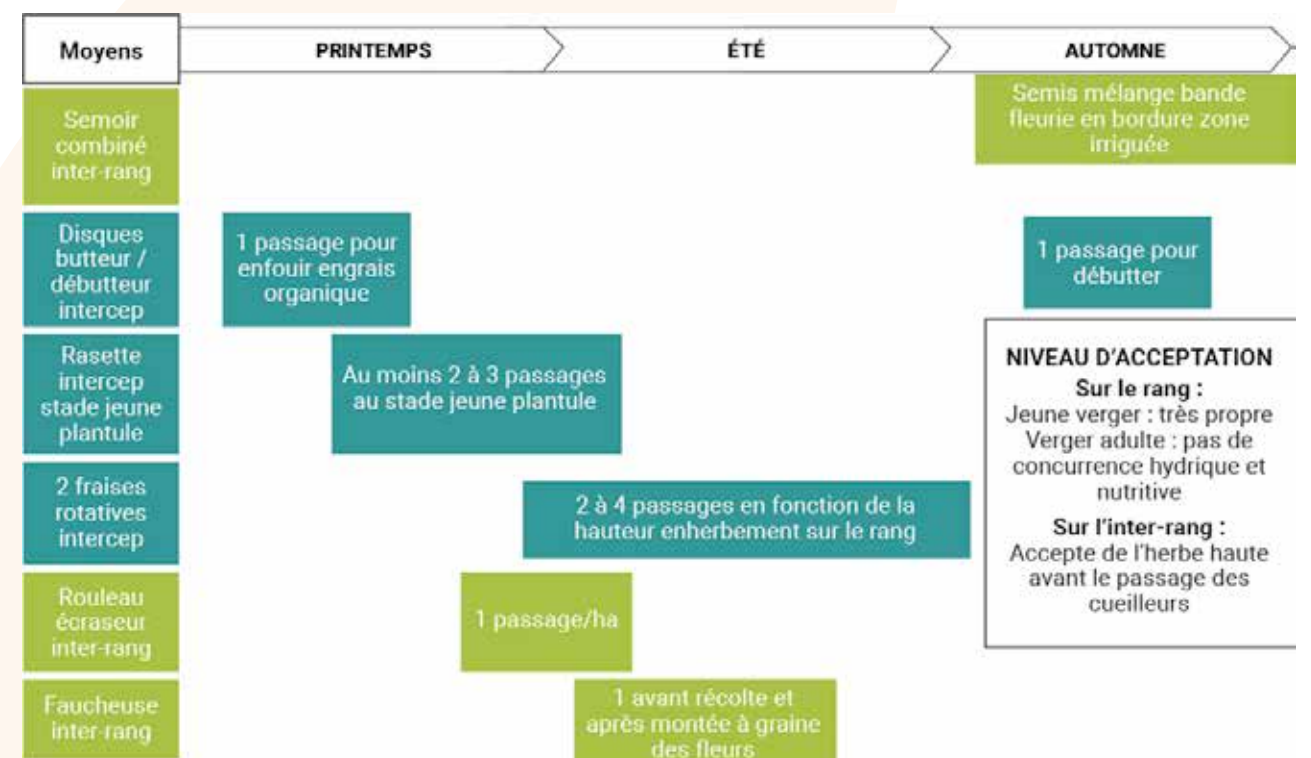 Moyens
PRINTEMPS
ÉTÉ
AUTOMNE
Semoir
combiné
inter-rang
Semis mélange bande
fleurie en bordure zone
irriguée
Disques
butteur /
débutteur
intercep
1 passage pour
enfouir engrais
organique
1 passage pour
débutter
Rasette
intercep
stade jeune
plantule
Au moins 2 à 3 passages
au stade jeune plantule
2 fraises
rotatives
intercep
2 à 4 passages en fonction de la
hauteur enherbement sur le rang
Rouleau
écraseur
inter-rang
1 passage/ha
Faucheuse
inter-rang
1 avant récolte et
après montée à graine
des fleurs
NIVEAU D'ACCEPTATION
Sur le rang :
Jeune verger : très propre
Verger adulte : pas de
concurrence hydrique et
nutritive
Sur l'inter-rang :
Accepte de l'herbe haute
avant le passage des
cueilleurs